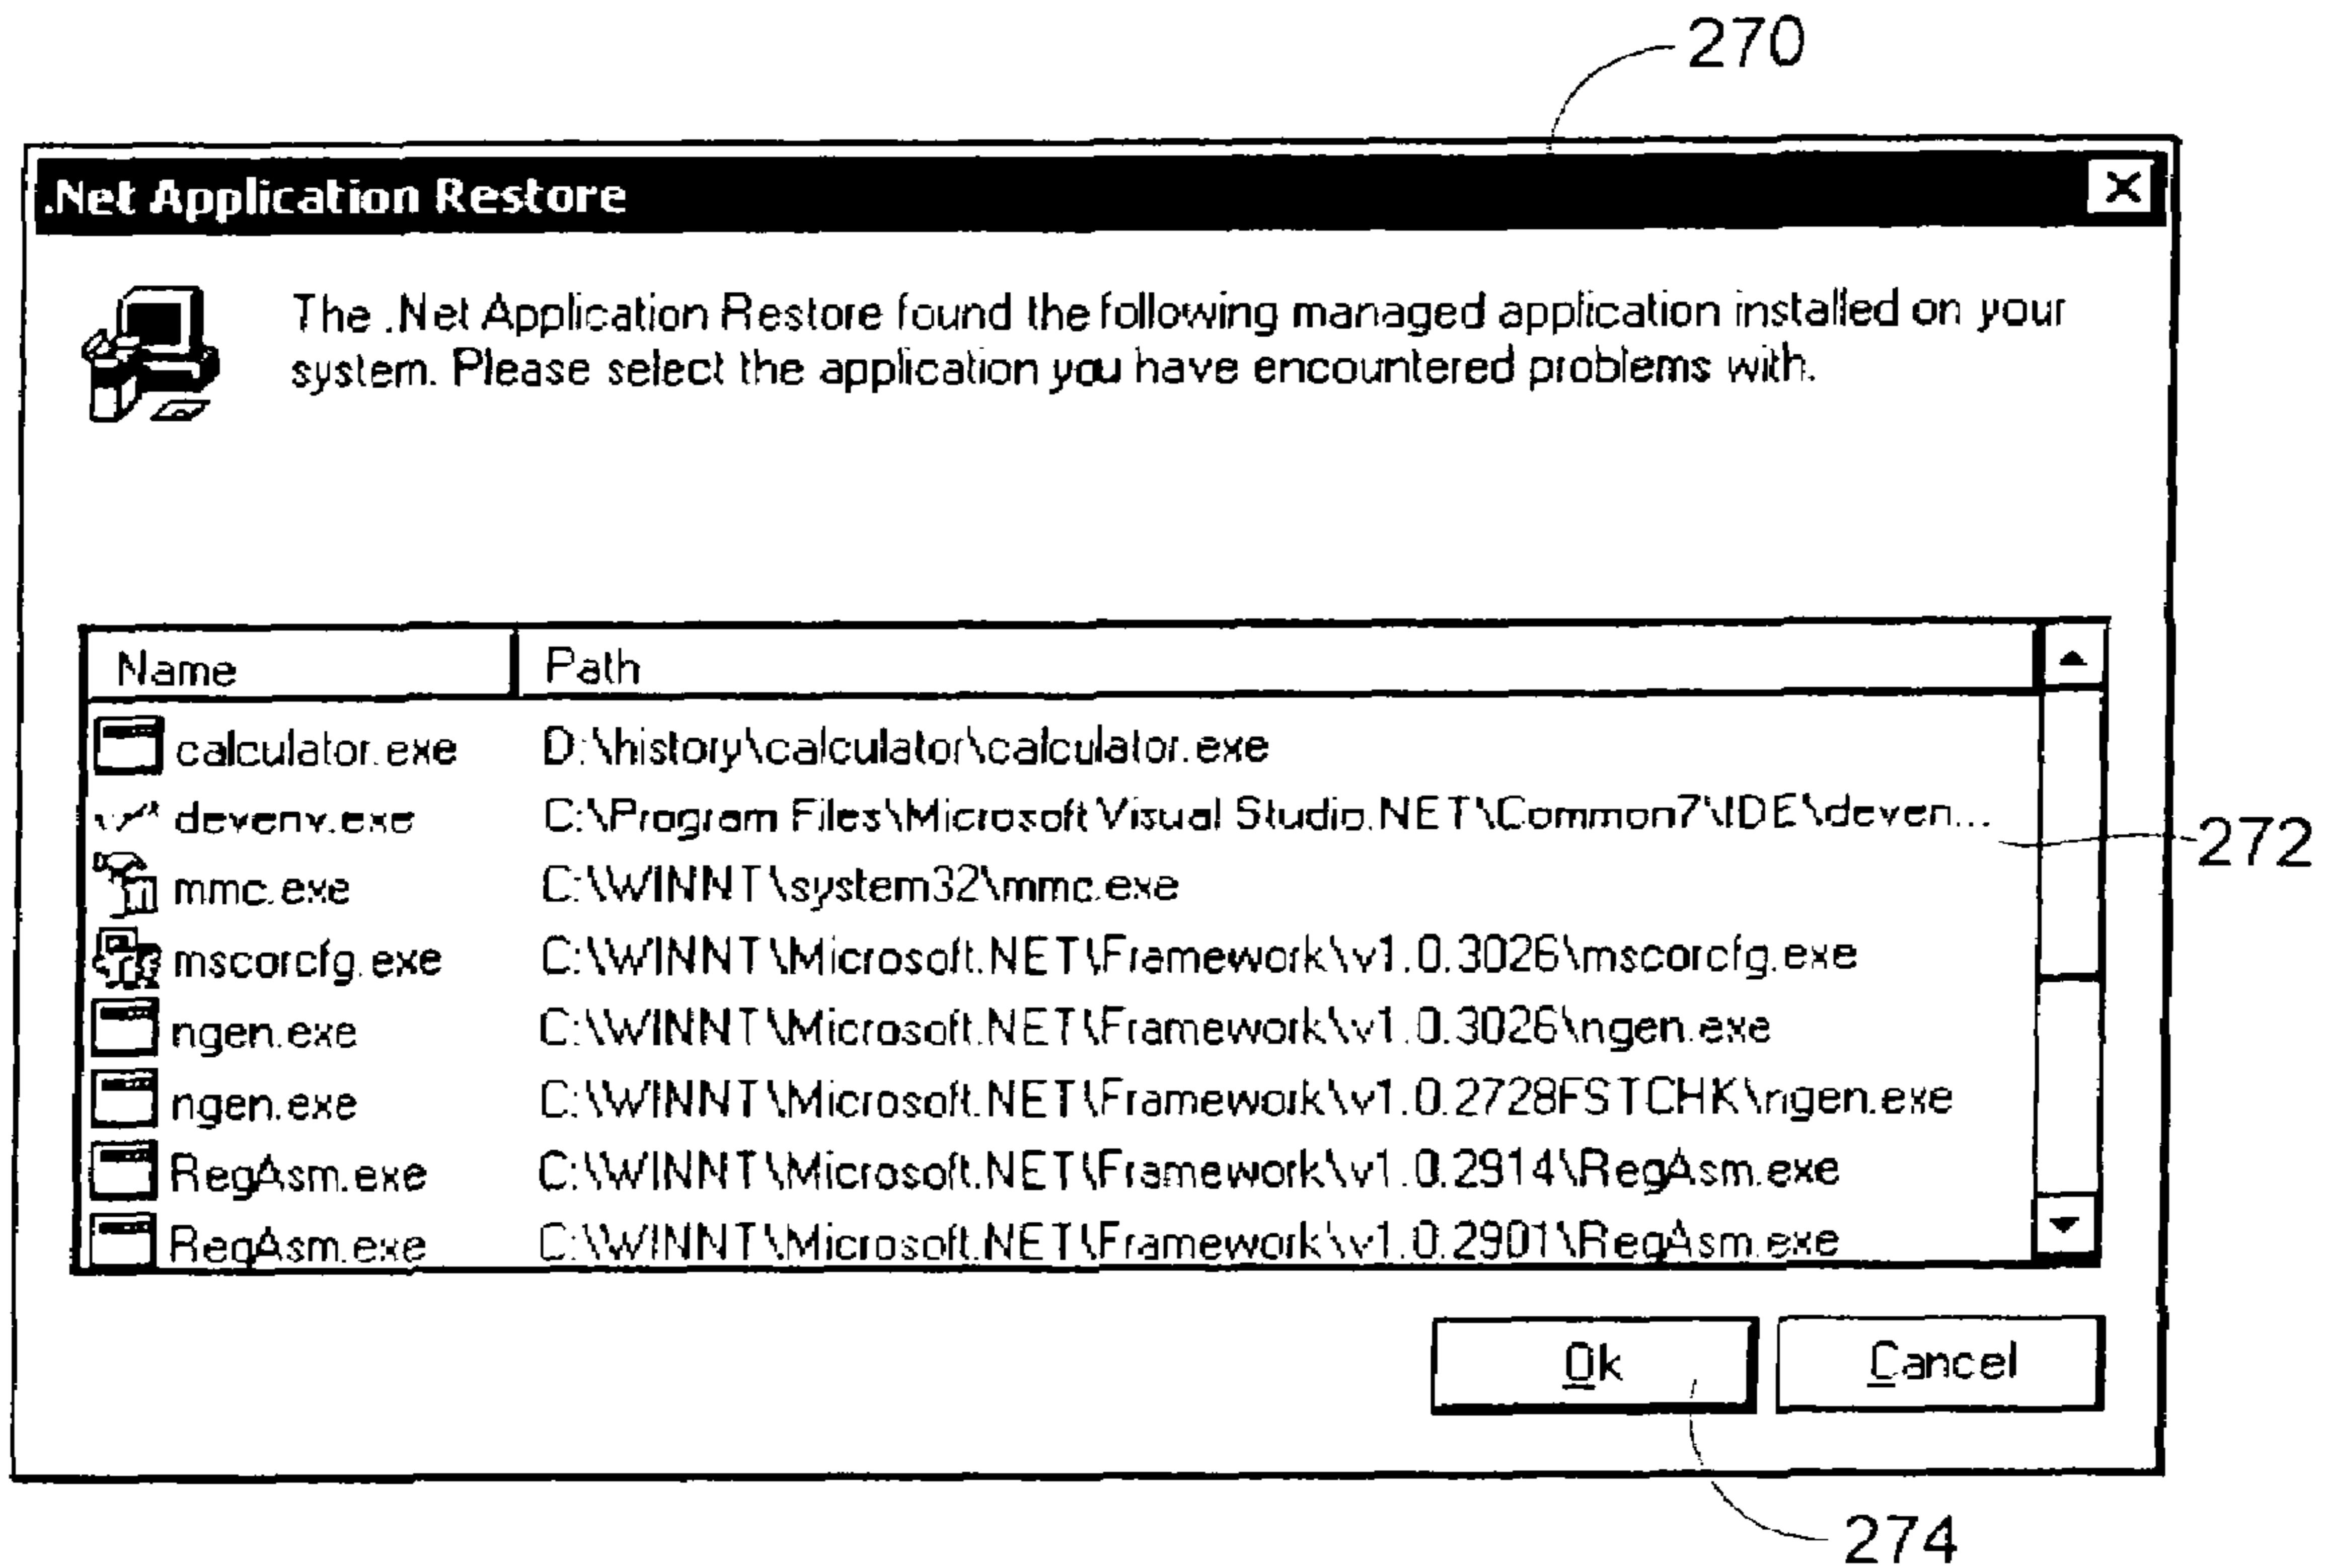 270
.Net Application Restore
The .Net Application Restore found the following managed application installed on your
system. Please select the application you have encountered problems with.
Name Path
calculator.exe D:\history\calculator\calculator.exe
devenv.exe C:\Program Files\Microsoft Visual Studio.NET\Common7\IDE\deven...
272
mmc.exe C:\WINNT\system32\mmc.exe
mscorcfg.exe C:\WINNT\Microsoft.NET\Framework\v1.0.3026\mscorcfg.exe
ngen.exe C:\WINNT\Microsoft.NET\Framework\v1.0.3026\ngen.exe
ngen.exe C:\WINNT\Microsoft.NET\Framework\v1.0.2728FSTCHK\ngen.exe
RegAsm.exe C:\WINNT\Microsoft.NET\Framework\v1.0.2914\RegAsm.exe
RegAsm.exe C:\WINNT\Microsoft.NET\Framework\v1.0.2901\RegAsm.exe
Ok Cancel
274